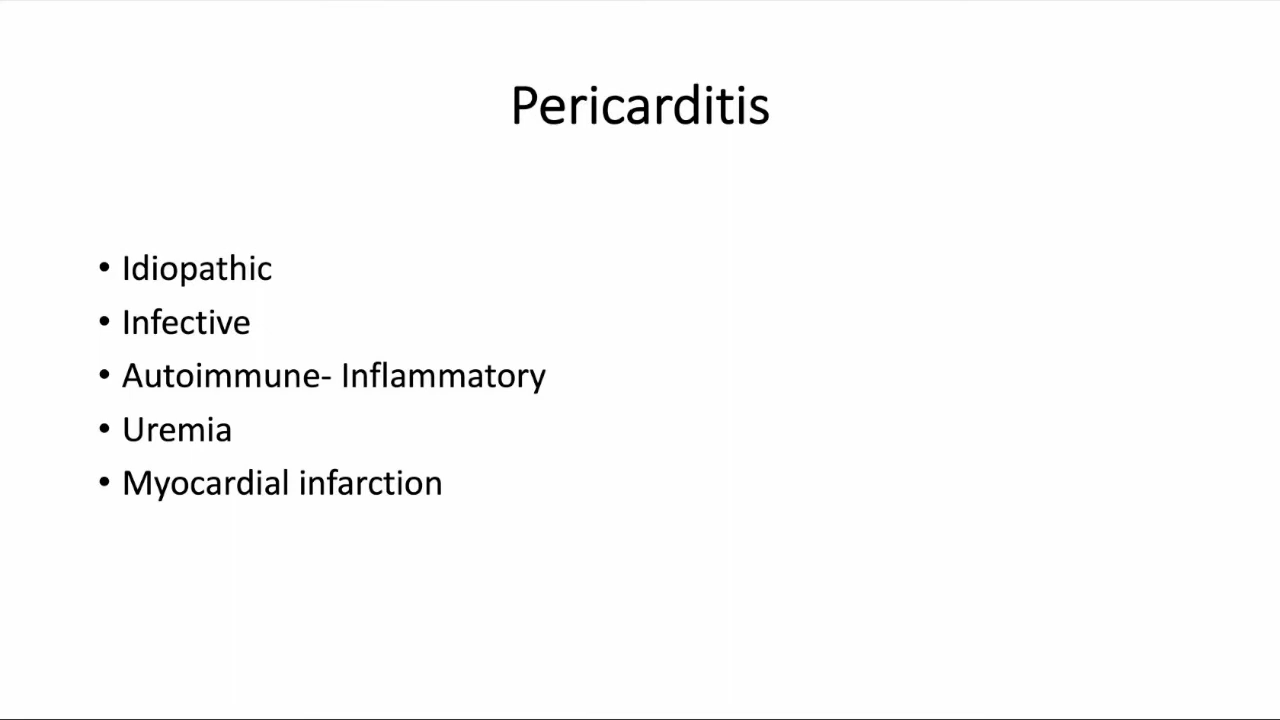 Pericarditis
• Idiopathic
• Infective
• Autoimmune- Inflammatory
• Uremia
• Myocardial infarction